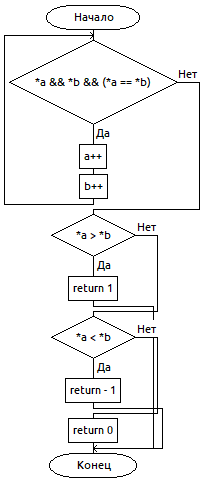 Начало
*a && *b && (*a == *b)
Нет
Да
a++
b++
*a > *b
Нет
Да
return 1
*a < *b
Нет
Да
return - 1
return 0
Конец